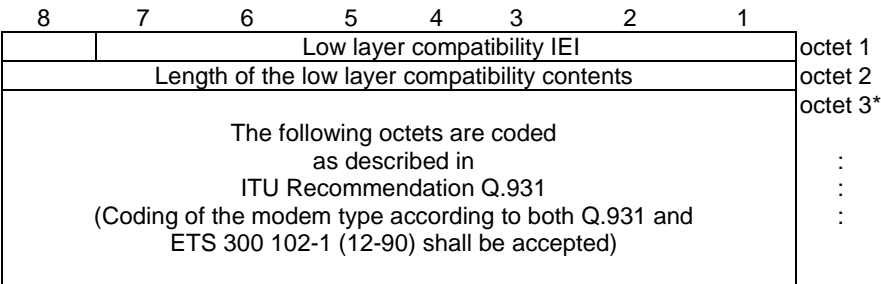 8 7 6 5 4 3 2 1
Low layer compatibility IEI octet 1
Length of the low layer compatibility contents octet 2
octet 3*
The following octets are coded
as described in :
ITU Recommendation Q.931 :
(Coding of the modem type according to both Q.931 and :
ETS 300 102-1 (12-90) shall be accepted)